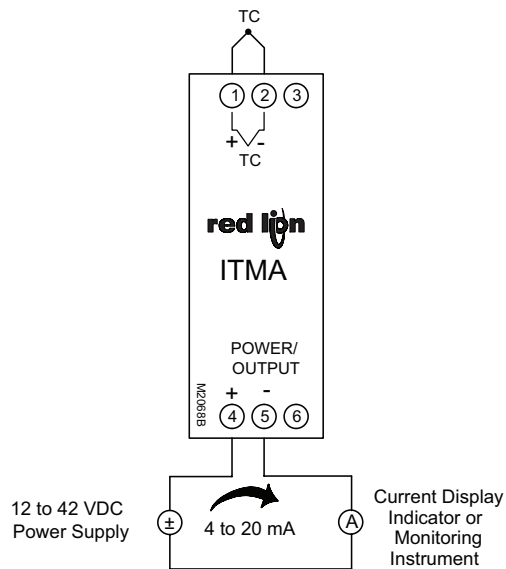 TC
1 2 3
+ -
TC
red lion
ITMA
POWER/
OUTPUT
M2068B
+ -
4 5 6
12 to 42 VDC
Power Supply
±
4 to 20 mA
A
Current Display
Indicator or
Monitoring
Instrument